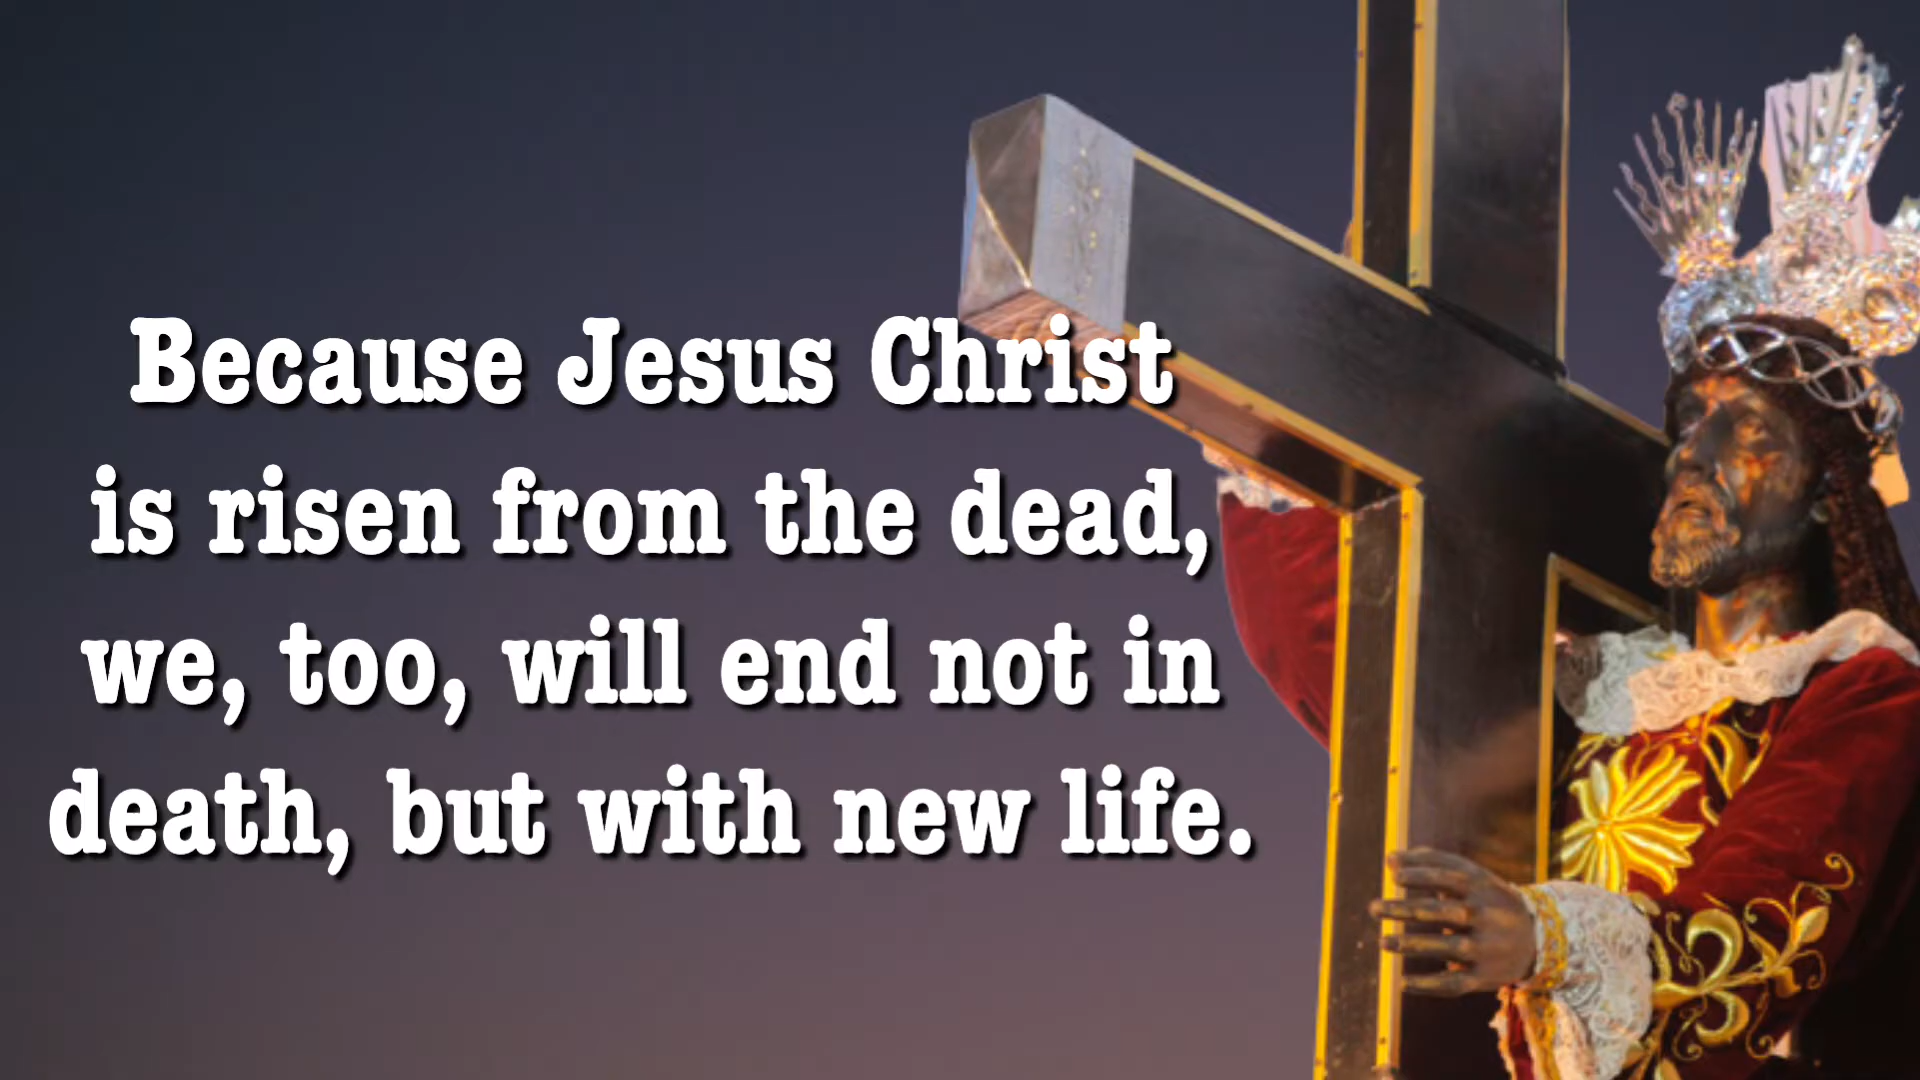 Because Jesus Christ
is risen from the dead,
we, too, will end not in
death, but with new life.